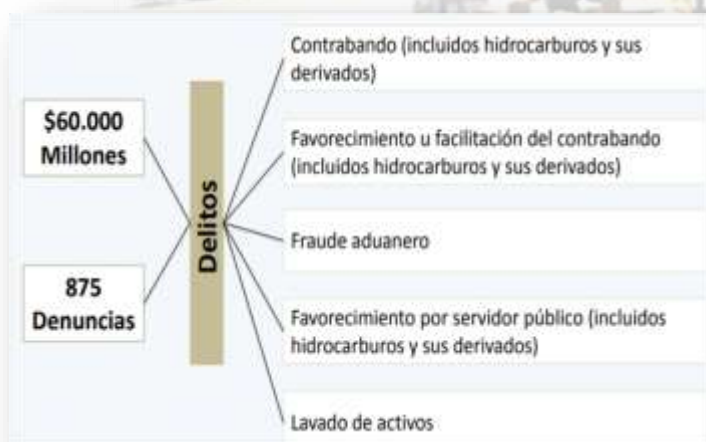 $60.000
Millones
875
Denuncias
Delitos
Contrabando (incluidos hidrocarburos y sus
derivados)
Favorecimiento u facilitación del contrabando
(incluidos hidrocarburos y sus derivados)
Fraude aduanero
Favorecimiento por servidor público (incluidos
hidrocarburos y sus derivados)
Lavado de activos